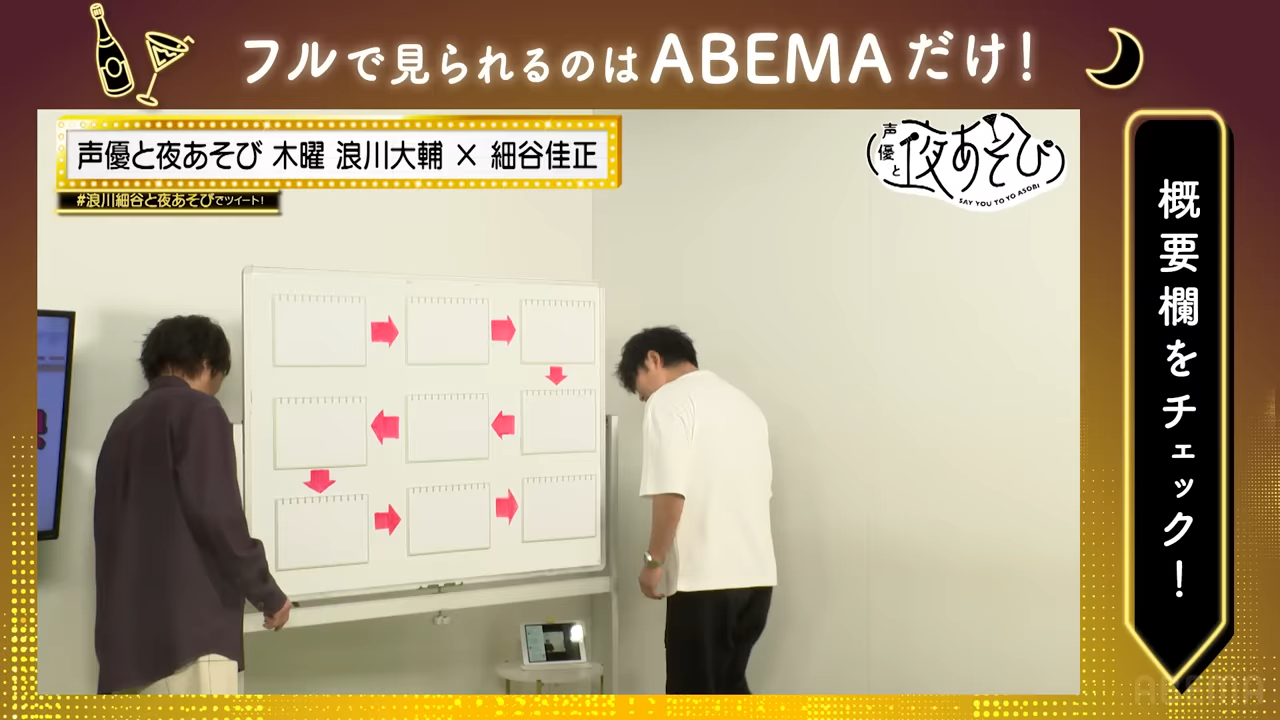 フルで見られるのはABEMAだけ!
声優と夜あそび 木曜 浪川大輔 × 細谷佳正
#浪川細谷と夜あそびでツイート!
声優と夜あそび
SAY YOU TO YO ASOBI
概要欄をチェック!
ABEMA